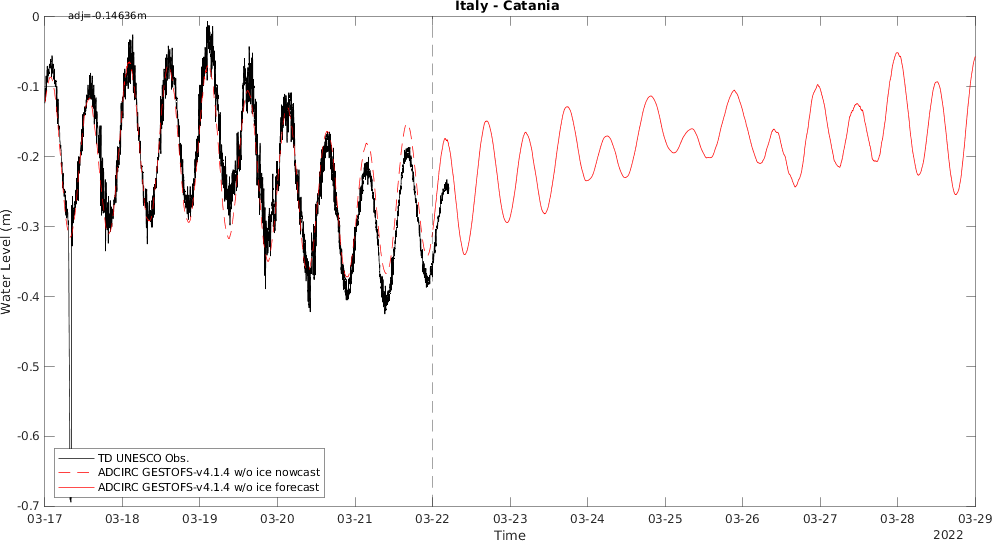 Italy - Catania
adj=-0.14636m
0
-0.1
-0.2
-0.3
-0.4
-0.5
-0.6
-0.7
Water Level (m)
TD UNESCO Obs.
ADCIRC GESTOFS-v4.1.4 w/o ice nowcast
ADCIRC GESTOFS-v4.1.4 w/o ice forecast
03-17 03-18 03-19 03-20 03-21 03-22 03-23 03-24 03-25 03-26 03-27 03-28 03-29
Time
2022